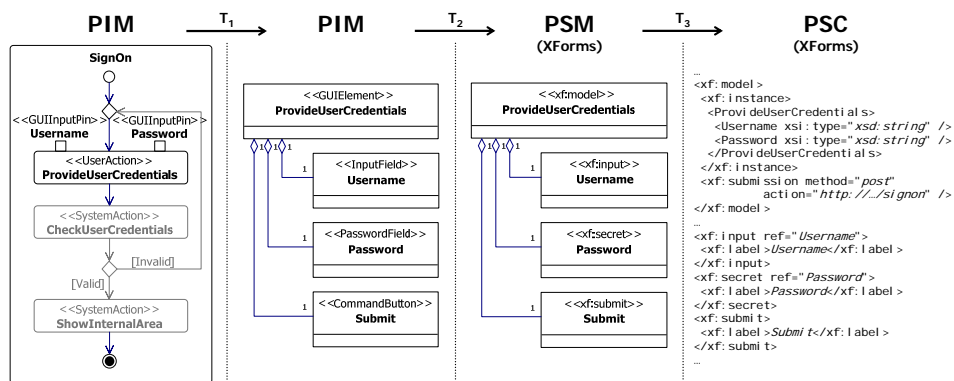 PIM
T1
PIM
T2
PSM
(XForms)
T3
PSC
(XForms)
SignOn
<<GUIInputPin>>
Username
<<GUIInputPin>>
Password
<<UserAction>>
ProvideUserCredentials
<<SystemAction>>
CheckUserCredentials
[Invalid]
[Valid]
<<SystemAction>>
ShowInternalArea
<<GUIElement>>
ProvideUserCredentials
1 1 1
1
<<InputField>>
Username
1
<<PasswordField>>
Password
1
<<CommandButton>>
Submit
<<xf:model>>
ProvideUserCredentials
1 1 1
1
<<xf:input>>
Username
1
<<xf:secret>>
Password
1
<<xf:submit>>
Submit
…
<xf:model>
<xf:instance>
<ProvideUserCredentials>
<Username xsi:type="xsd:string" />
<Password xsi:type="xsd:string" />
</ProvideUserCredentials>
</xf:instance>
<xf:submission method="post"
action="http://…/signon" />
</xf:model>
…
<xf:input ref="Username">
<xf:label>Username</xf:label>
</xf:input>
<xf:secret ref="Password">
<xf:label>Password</xf:label>
</xf:secret>
<xf:submit>
<xf:label>Submit</xf:label>
</xf:submit>
…